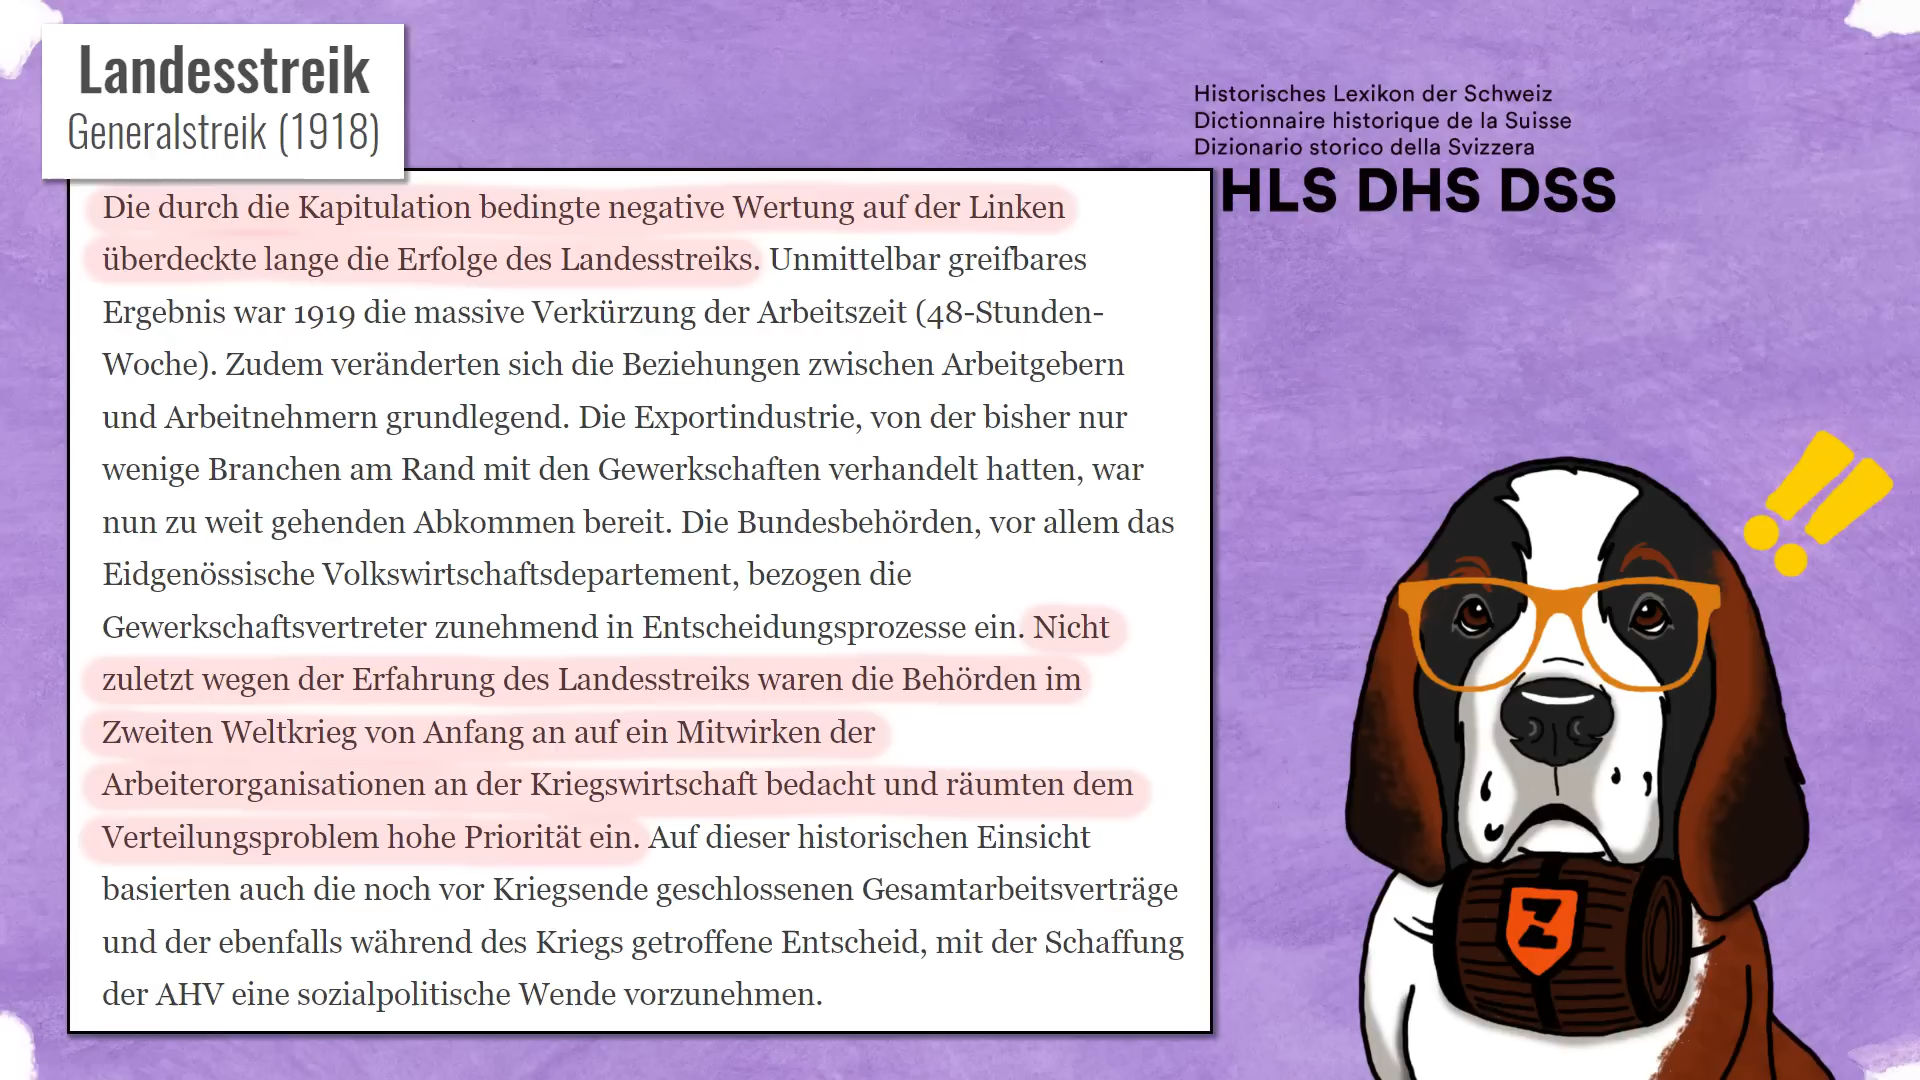 Landesstreik
Generalstreik (1918)
Historisches Lexikon der Schweiz
Dictionnaire historique de la Suisse
Dizionario storico della Svizzera
HLS DHS DSS
Die durch die Kapitulation bedingte negative Wertung auf der Linken
überdeckte lange die Erfolge des Landesstreiks. Unmittelbar greifbares
Ergebnis war 1919 die massive Verkürzung der Arbeitszeit (48-Stunden-
Woche). Zudem veränderten sich die Beziehungen zwischen Arbeitgebern
und Arbeitnehmern grundlegend. Die Exportindustrie, von der bisher nur
wenige Branchen am Rand mit den Gewerkschaften verhandelt hatten, war
nun zu weit gehenden Abkommen bereit. Die Bundesbehörden, vor allem das
Eidgenössische Volkswirtschaftsdepartement, bezogen die
Gewerkschaftsvertreter zunehmend in Entscheidungsprozesse ein. Nicht
zuletzt wegen der Erfahrung des Landesstreiks waren die Behörden im
Zweiten Weltkrieg von Anfang an auf ein Mitwirken der
Arbeiterorganisationen an der Kriegswirtschaft bedacht und räumten dem
Verteilungsproblem hohe Priorität ein. Auf dieser historischen Einsicht
basierten auch die noch vor Kriegsende geschlossenen Gesamtarbeitsverträge
und der ebenfalls während des Kriegs getroffene Entscheid, mit der Schaffung
der AHV eine sozialpolitische Wende vorzunehmen.
!!
Z